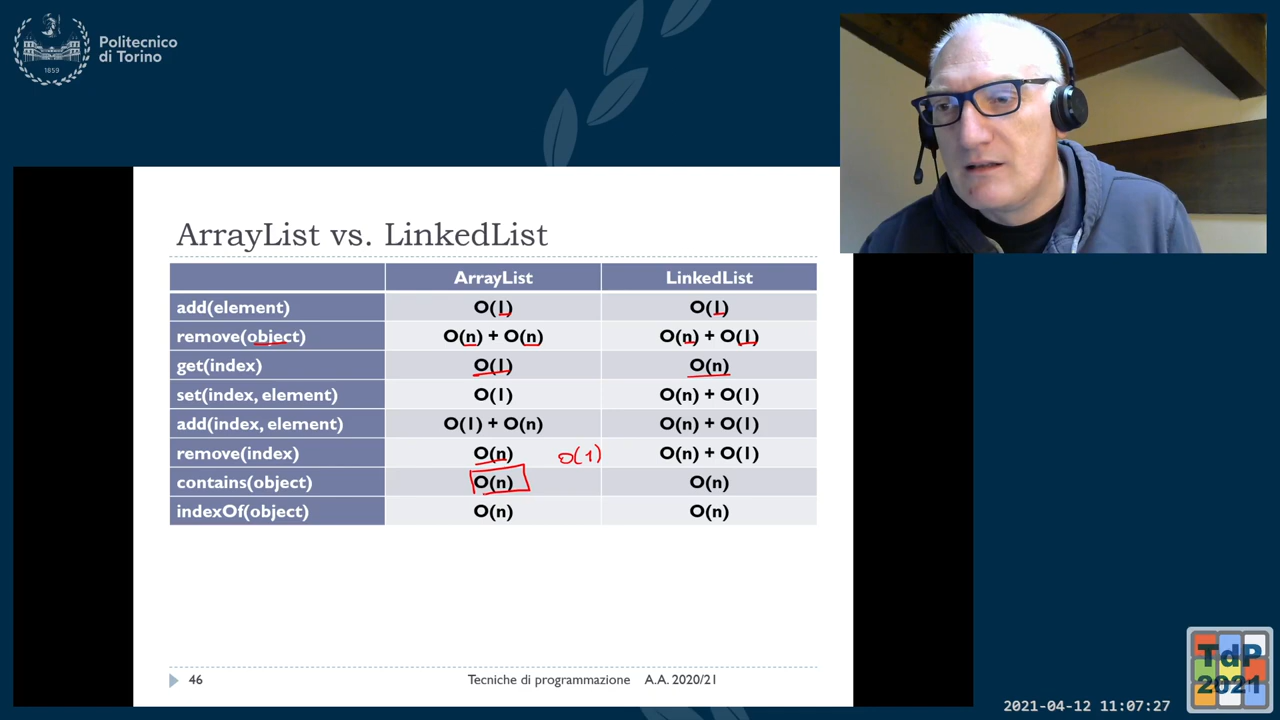 Politecnico
di Torino
1859
ArrayList vs. LinkedList
ArrayList LinkedList
add(element) O(1) O(1)
remove(object) O(n) + O(n) O(n) + O(1)
get(index) O(1) O(n)
set(index, element) O(1) O(n) + O(1)
add(index, element) O(1) + O(n) O(n) + O(1)
remove(index) O(n) O(1) O(n) + O(1)
contains(object) O(n) O(n)
indexOf(object) O(n) O(n)
46 Tecniche di programmazione A.A. 2020/21
TdP
2021
2021-04-12 11:07:27